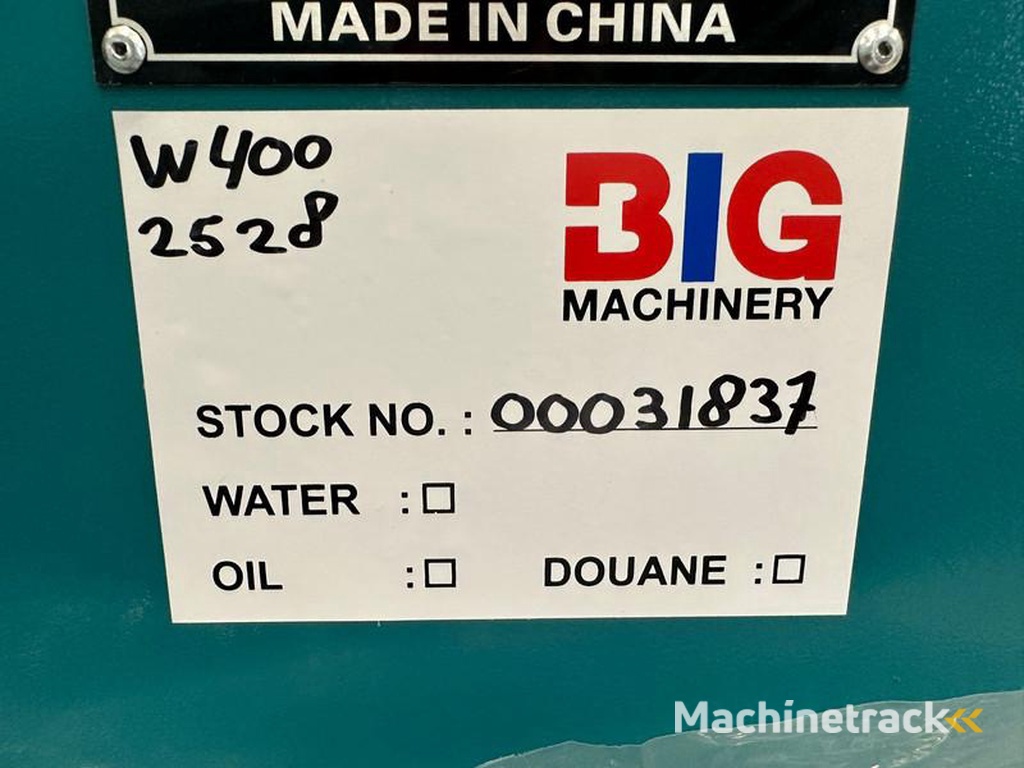 MADE IN CHINA
W400
2528
BIG
MACHINERY
STOCK NO. : 00031837
WATER : □
OIL : □ DOUANE : □
Machinetrack